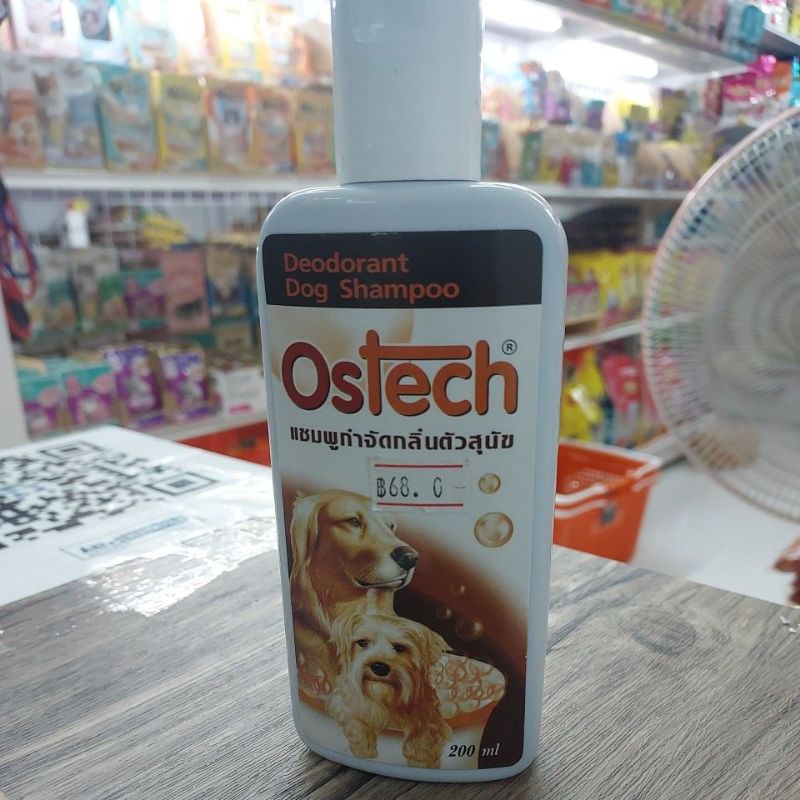 Deodorant
Dog Shampoo
Ostech®
แชมพูกำจัดกลิ่นตัวสุนัข
฿68.0-
200 ml